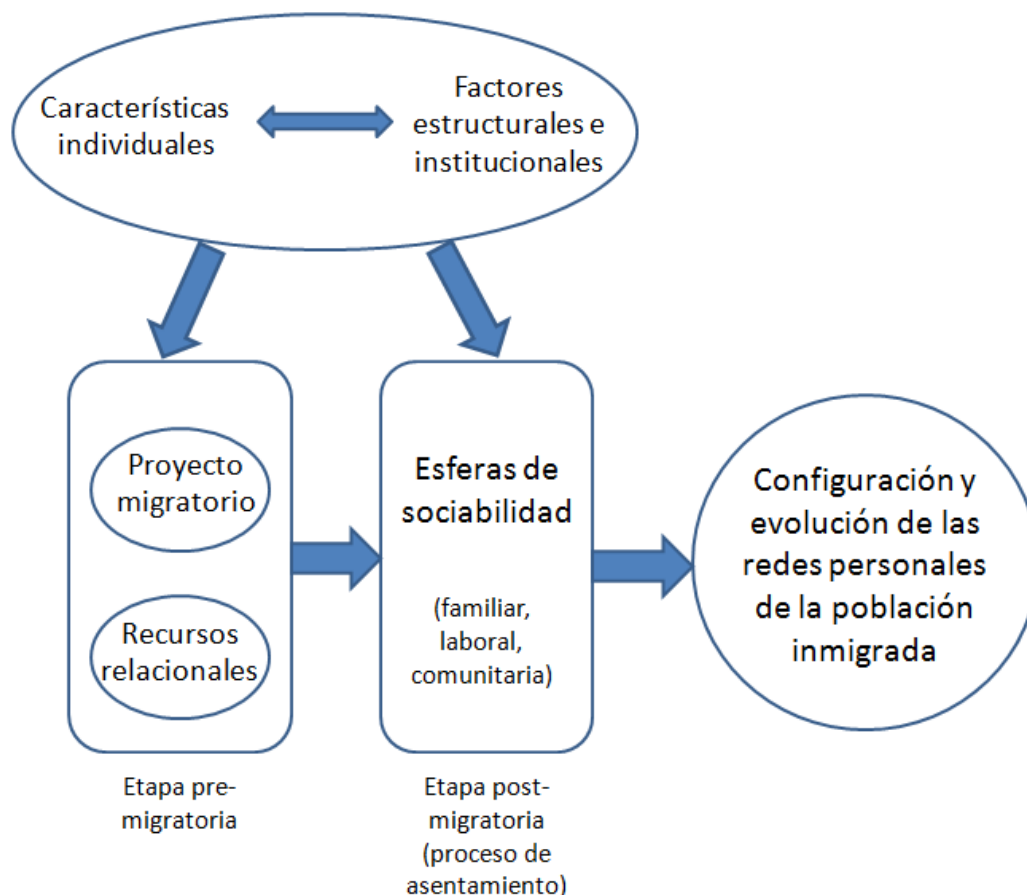 Características
individuales
Factores
estructurales e
institucionales
Proyecto
migratorio
Recursos
relacionales
Etapa pre-
migratoria
Esferas de
sociabilidad
(familiar,
laboral,
comunitaria)
Etapa post-
migratoria
(proceso de
asentamiento)
Configuración y
evolución de las
redes personales
de la población
inmigrada